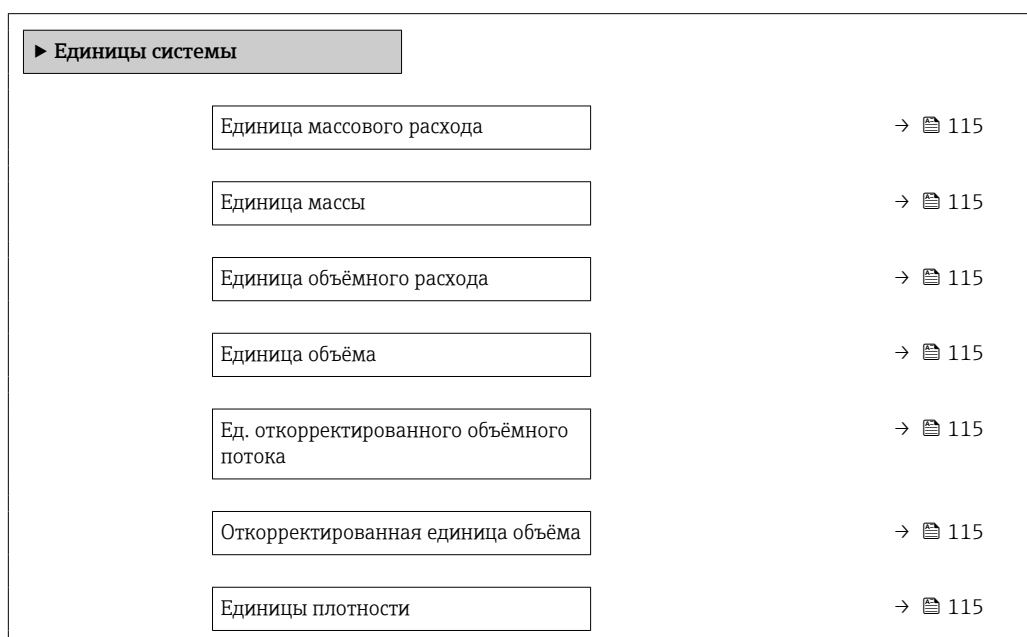 ▶ Единицы системы
Единица массового расхода → 115
Единица массы → 115
Единица объёмного расхода → 115
Единица объёма → 115
Ед. откорректированного объёмного → 115
потока
Откорректированная единица объёма → 115
Единицы плотности → 115